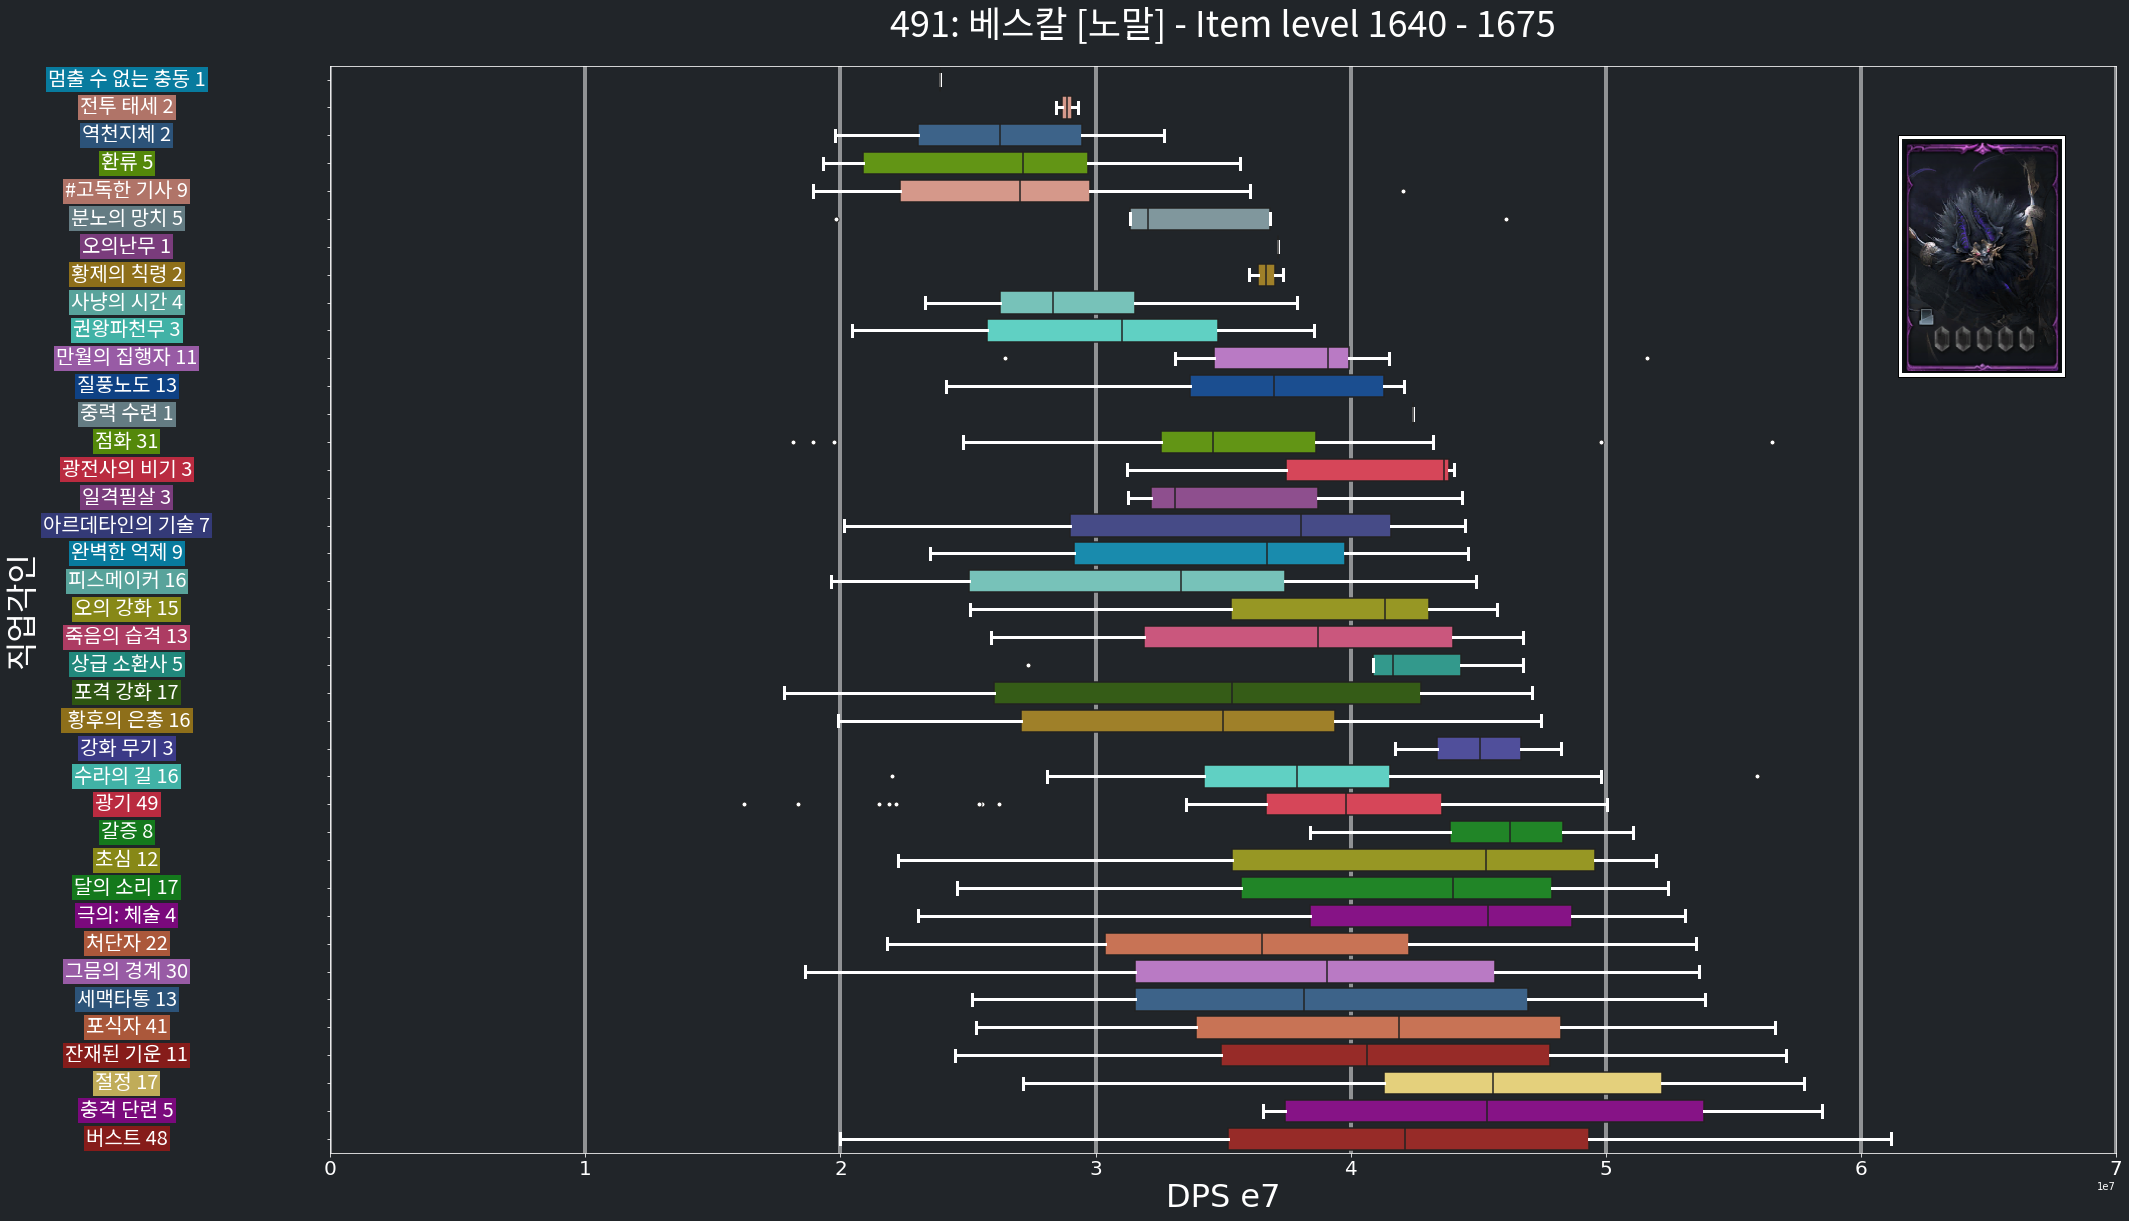 491: 베스칼 [노말] - Item level 1640 - 1675
멈출 수 없는 충동 1
전투 태세 2
역천지체 2
환류 5
#고독한 기사 9
분노의 망치 5
오의난무 1
황제의 칙령 2
사냥의 시간 4
권왕파천무 3
만월의 집행자 11
질풍노도 13
중력 수련 1
점화 31
광전사의 비기 3
일격필살 3
아르데타인의 기술 7
완벽한 억제 9
피스메이커 16
오의 강화 15
죽음의 습격 13
상급 소환사 5
포격 강화 17
황후의 은총 16
강화 무기 3
수라의 길 16
광기 49
갈증 8
초심 12
달의 소리 17
극의: 체술 4
처단자 22
그믐의 경계 30
세맥타통 13
포식자 41
잔재된 기운 11
절정 17
충격 단련 5
버스트 48
직업각인
0 1 2 3 4 5 6 7
1e7
DPS e7